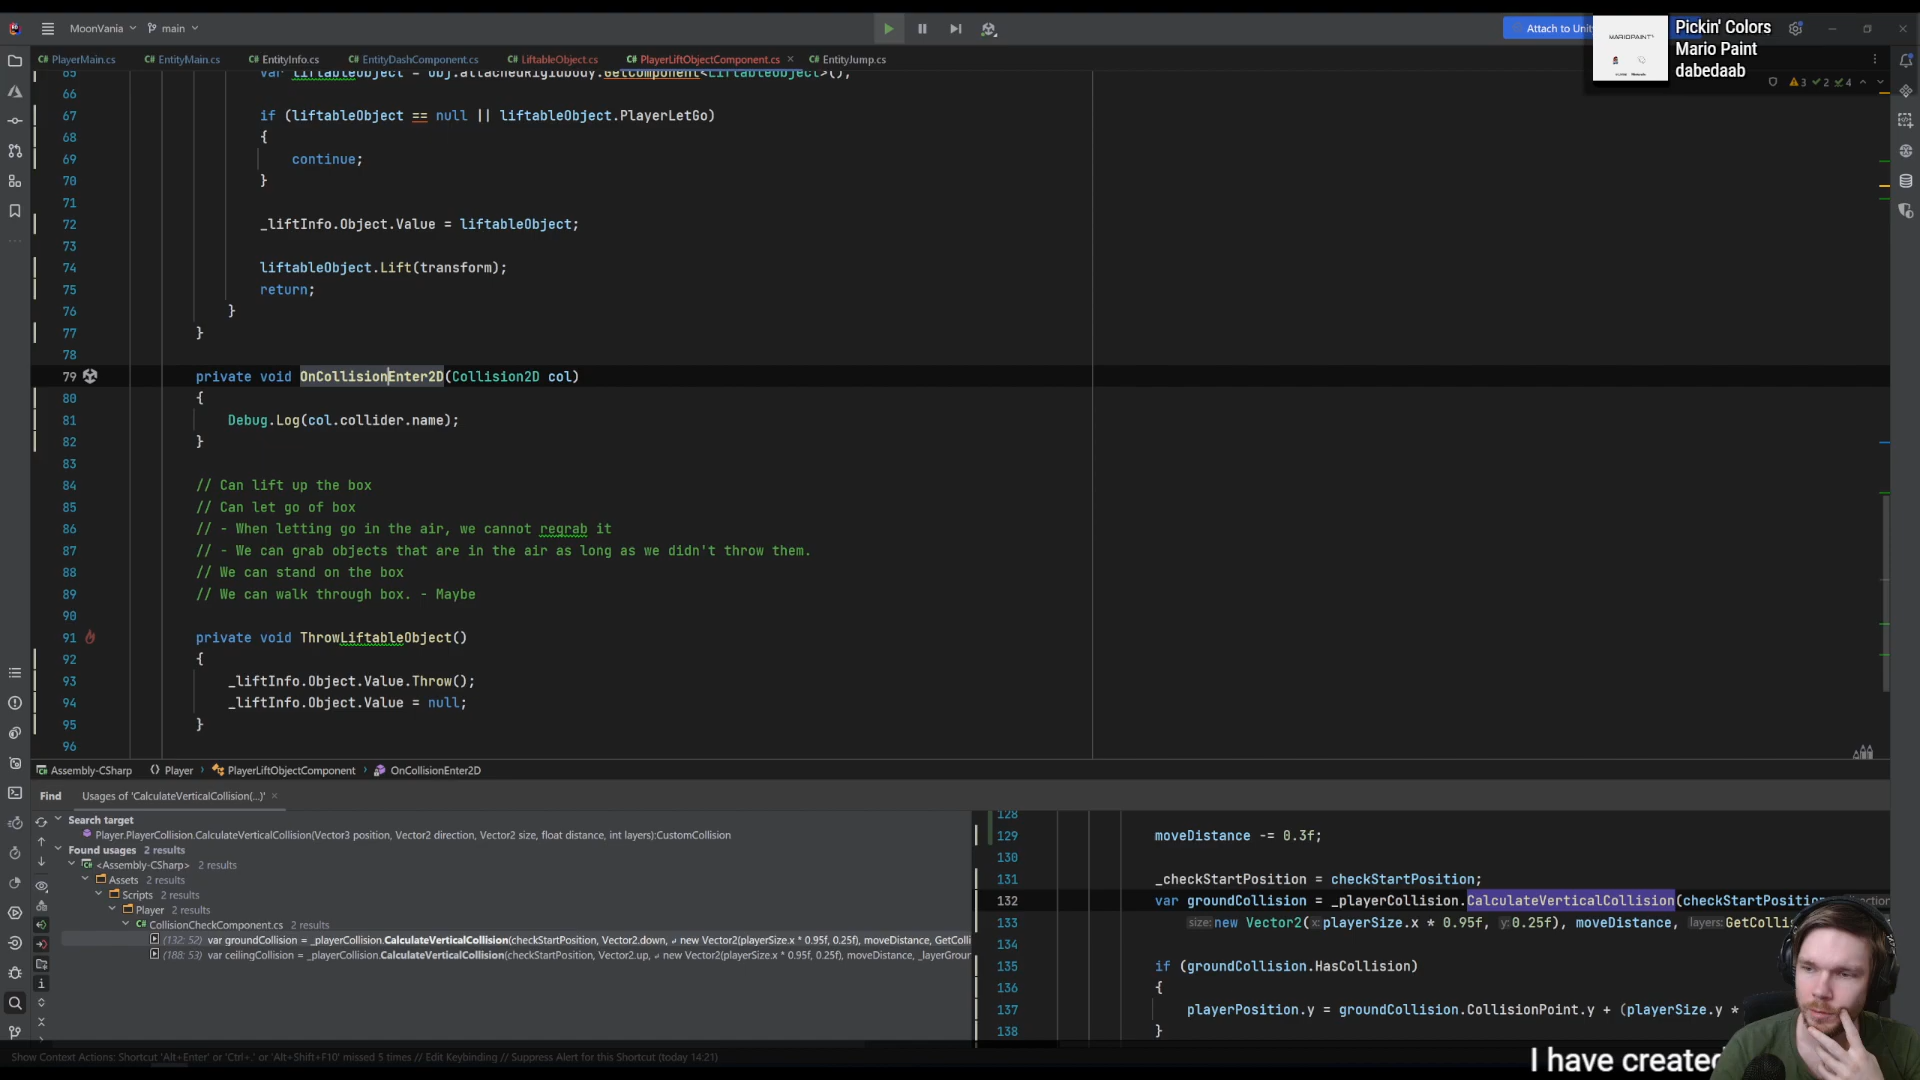 MoonVania
main
Attach to Unity
MARIOPAINT
Pickin' Colors
Mario Paint
dabedaab
PlayerMain.cs
EntityMain.cs
EntityInfo.cs
EntityDashComponent.cs
LiftableObject.cs
PlayerLiftObjectComponent.cs
EntityJump.cs
3 2 4
65 var liftableObject = obj.attachedRigidbody.GetComponent<LiftableObject>();
66
67 if (liftableObject == null || liftableObject.PlayerLetGo)
68 {
69 continue;
70 }
71
72 _liftInfo.Object.Value = liftableObject;
73
74 liftableObject.Lift(transform);
75 return;
76 }
77 }
78
79 private void OnCollisionEnter2D(Collision2D col)
80 {
81 Debug.Log(col.collider.name);
82 }
83
84 // Can lift up the box
85 // Can let go of box
86 // - When letting go in the air, we cannot regrab it
87 // - We can grab objects that are in the air as long as we didn't throw them.
88 // We can stand on the box
89 // We can walk through box. - Maybe
90
91 private void ThrowLiftableObject()
92 {
93 _liftInfo.Object.Value.Throw();
94 _liftInfo.Object.Value = null;
95 }
96
Assembly-CSharp Player PlayerLiftObjectComponent OnCollisionEnter2D
Find Usages of 'CalculateVerticalCollision(...)'
Search target
Player.PlayerCollision.CalculateVerticalCollision(Vector3 position, Vector2 direction, Vector2 size, float distance, int layers):CustomCollision
Found usages 2 results
<Assembly-CSharp> 2 results
Assets 2 results
Scripts 2 results
Player 2 results
CollisionCheckComponent.cs 2 results
(132: 52) var groundCollision = _playerCollision.CalculateVerticalCollision(checkStartPosition, Vector2.down, new Vector2(playerSize.x * 0.95f, 0.25f), moveDistance, GetColli
(188: 53) var ceilingCollision = _playerCollision.CalculateVerticalCollision(checkStartPosition, Vector2.up, new Vector2(playerSize.x * 0.95f, 0.25f), moveDistance, _layerGrou
128
129 moveDistance -= 0.3f;
130
131 _checkStartPosition = checkStartPosition;
132 var groundCollision = _playerCollision.CalculateVerticalCollision(checkStartPosition, direction
133 size: new Vector2(x: playerSize.x * 0.95f, y: 0.25f), moveDistance, layers: GetColli
134
135 if (groundCollision.HasCollision)
136 {
137 playerPosition.y = groundCollision.CollisionPoint.y + (playerSize.y *
138 }
Show Context Actions: Shortcut 'Alt+Enter' or 'Ctrl+.' or 'Alt+Shift+F10' missed 5 times // Edit Keybinding // Suppress Alert for this Shortcut (today 14:21)
I have created